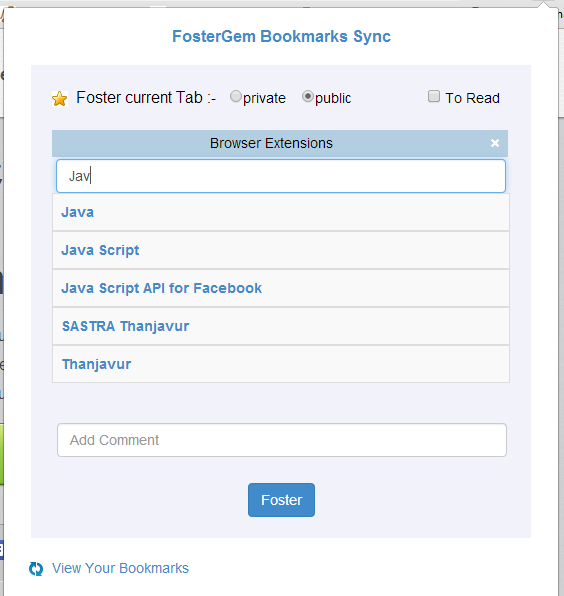 FosterGem Bookmarks Sync
Foster current Tab :- private public To Read
Browser Extensions ×
Jav
Java
Java Script
Java Script API for Facebook
SASTRA Thanjavur
Thanjavur
Add Comment
Foster
View Your Bookmarks